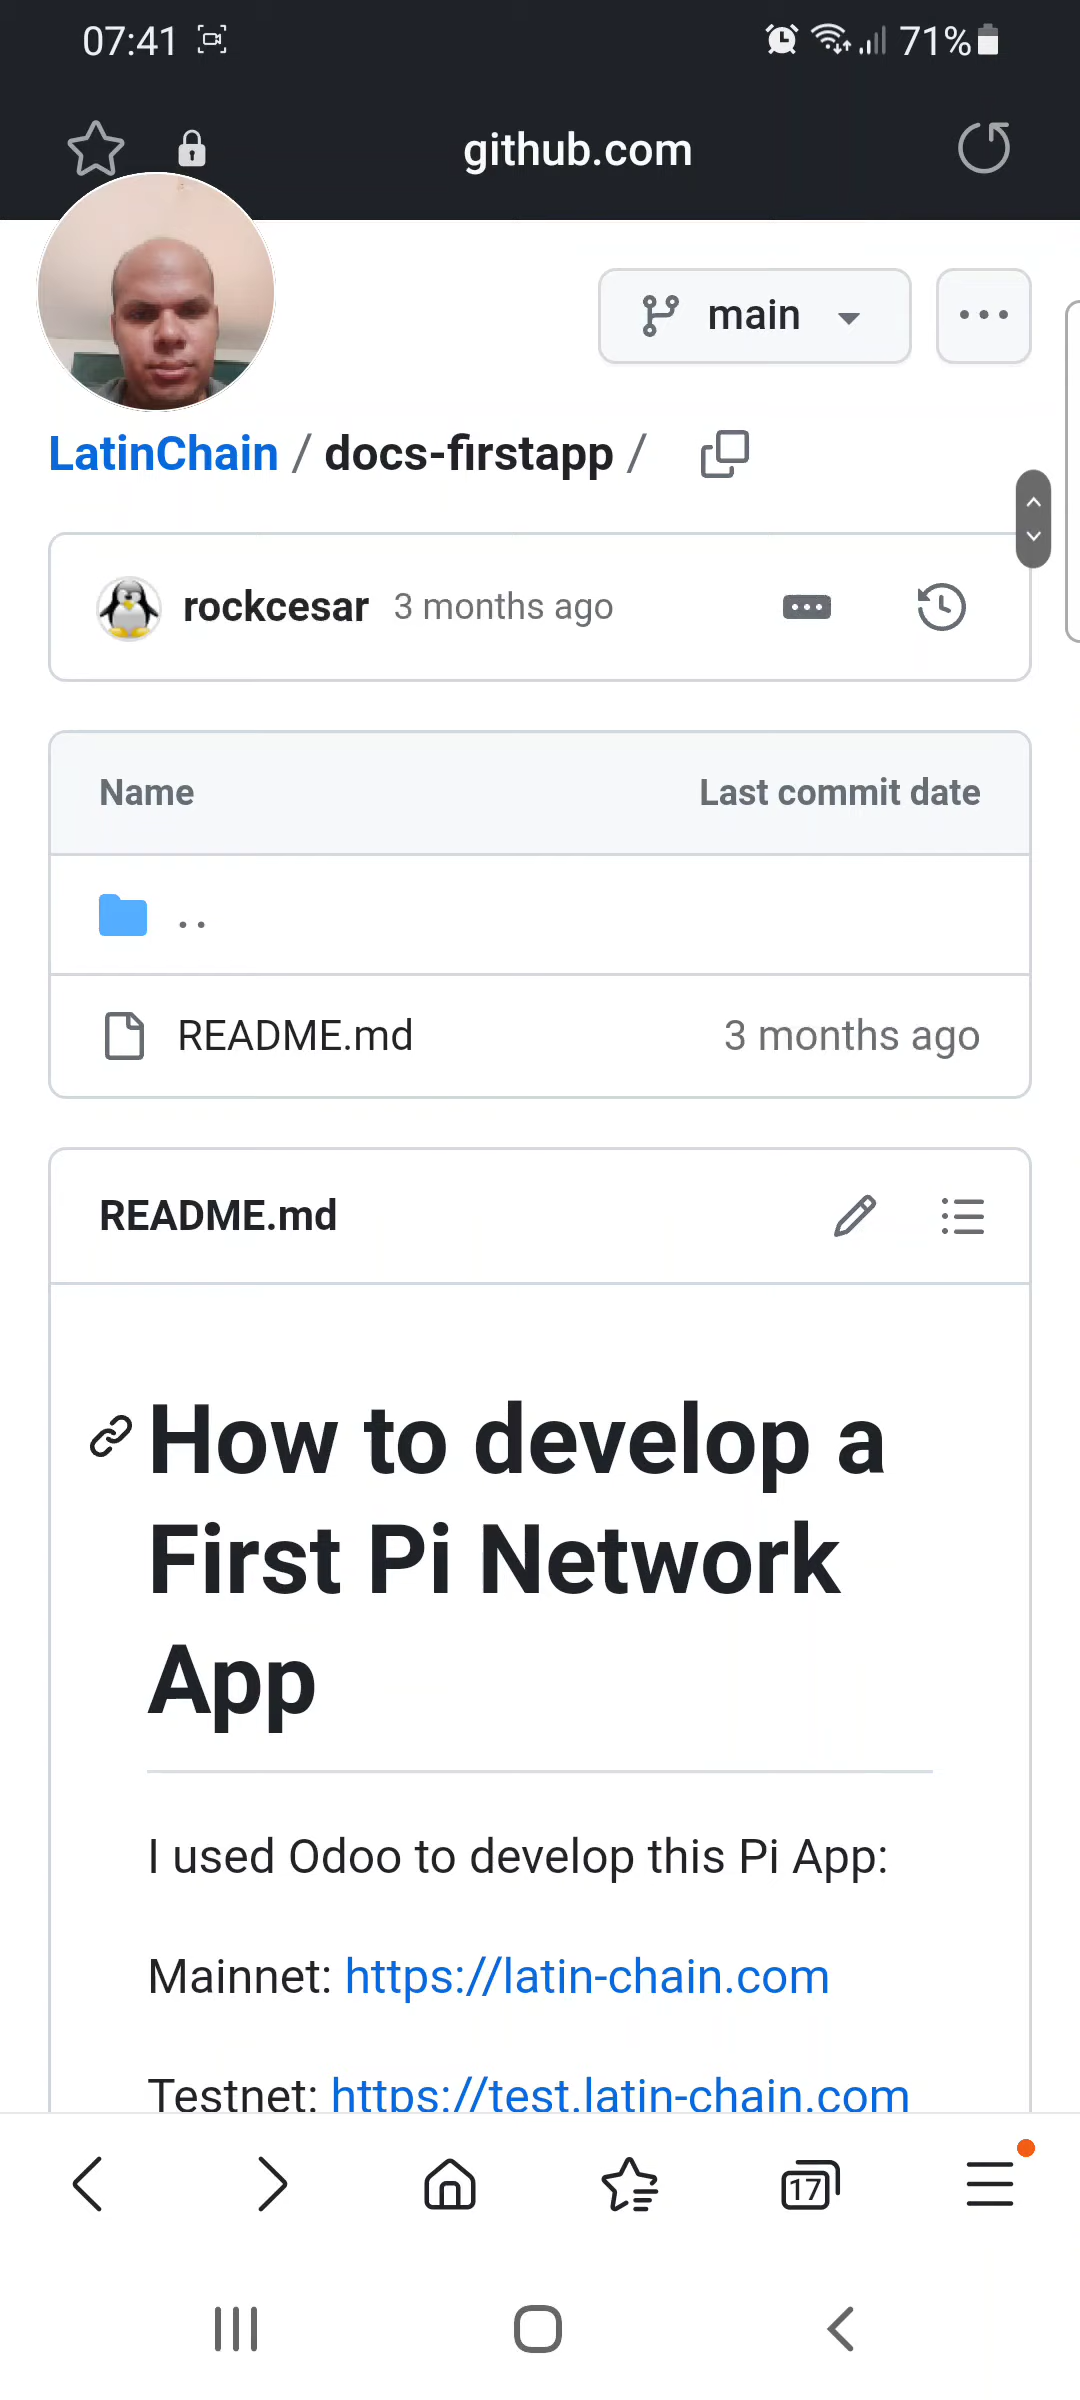 07:41 71%
github.com
main
LatinChain / docs-firstapp /
rockcesar 3 months ago
Name Last commit date
..
README.md 3 months ago
README.md
How to develop a
First Pi Network
App
I used Odoo to develop this Pi App:
Mainnet: https://latin-chain.com
Testnet: https://test.latin-chain.com
17